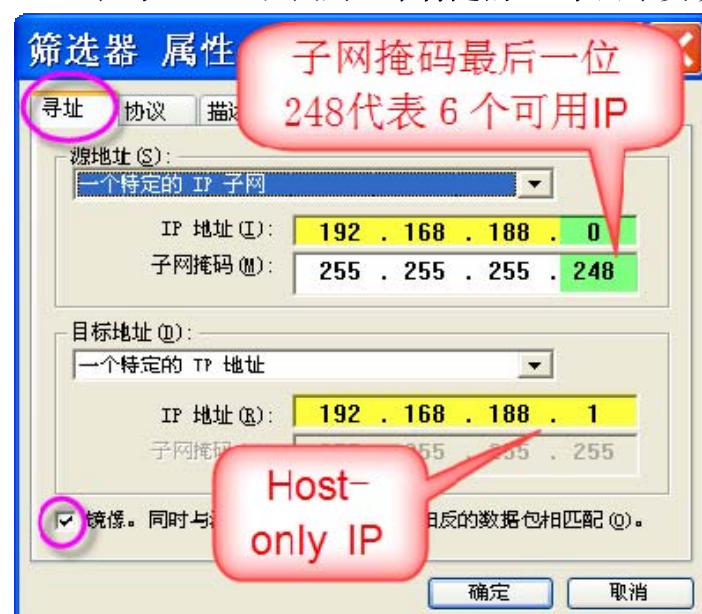 筛选器 属性
子网掩码最后一位
248代表 6 个可用IP
寻址 协议
源地址(S):
一个特定的 IP 子网
IP 地址(I): 192 . 168 . 188 . 0
子网掩码(M): 255 . 255 . 255 . 248
目标地址(D):
一个特定的 IP 地址
IP 地址(R): 192 . 168 . 188 . 1
子网掩 . 255
Host-
only IP
镜像。同时与 相反的数据包相匹配(O)。
确定 取消